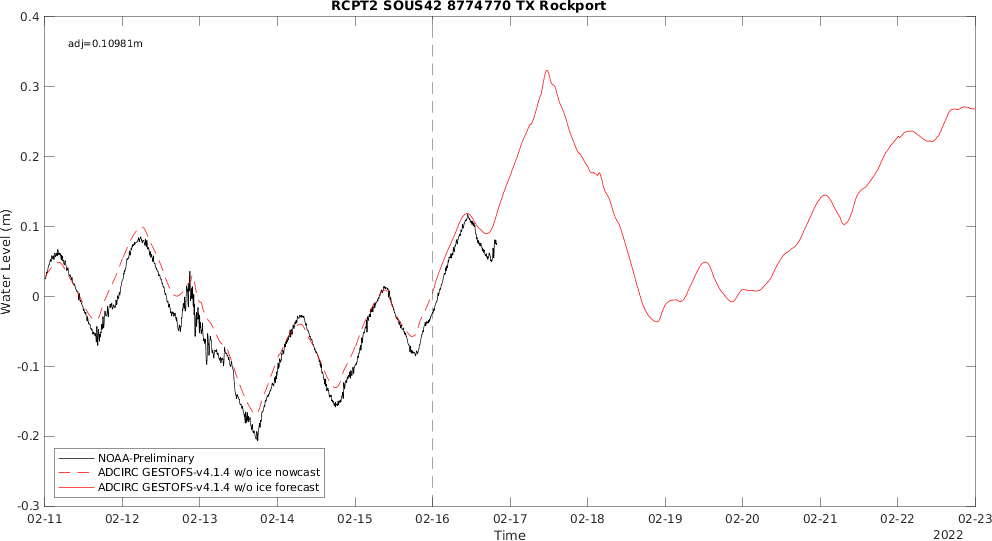 RCPT2 SOUS42 8774770 TX Rockport
adj=0.10981m
0.4
0.3
0.2
0.1
0
-0.1
-0.2
-0.3
Water Level (m)
NOAA-Preliminary
ADCIRC GESTOFS-v4.1.4 w/o ice nowcast
ADCIRC GESTOFS-v4.1.4 w/o ice forecast
02-11 02-12 02-13 02-14 02-15 02-16 02-17 02-18 02-19 02-20 02-21 02-22 02-23
Time
2022